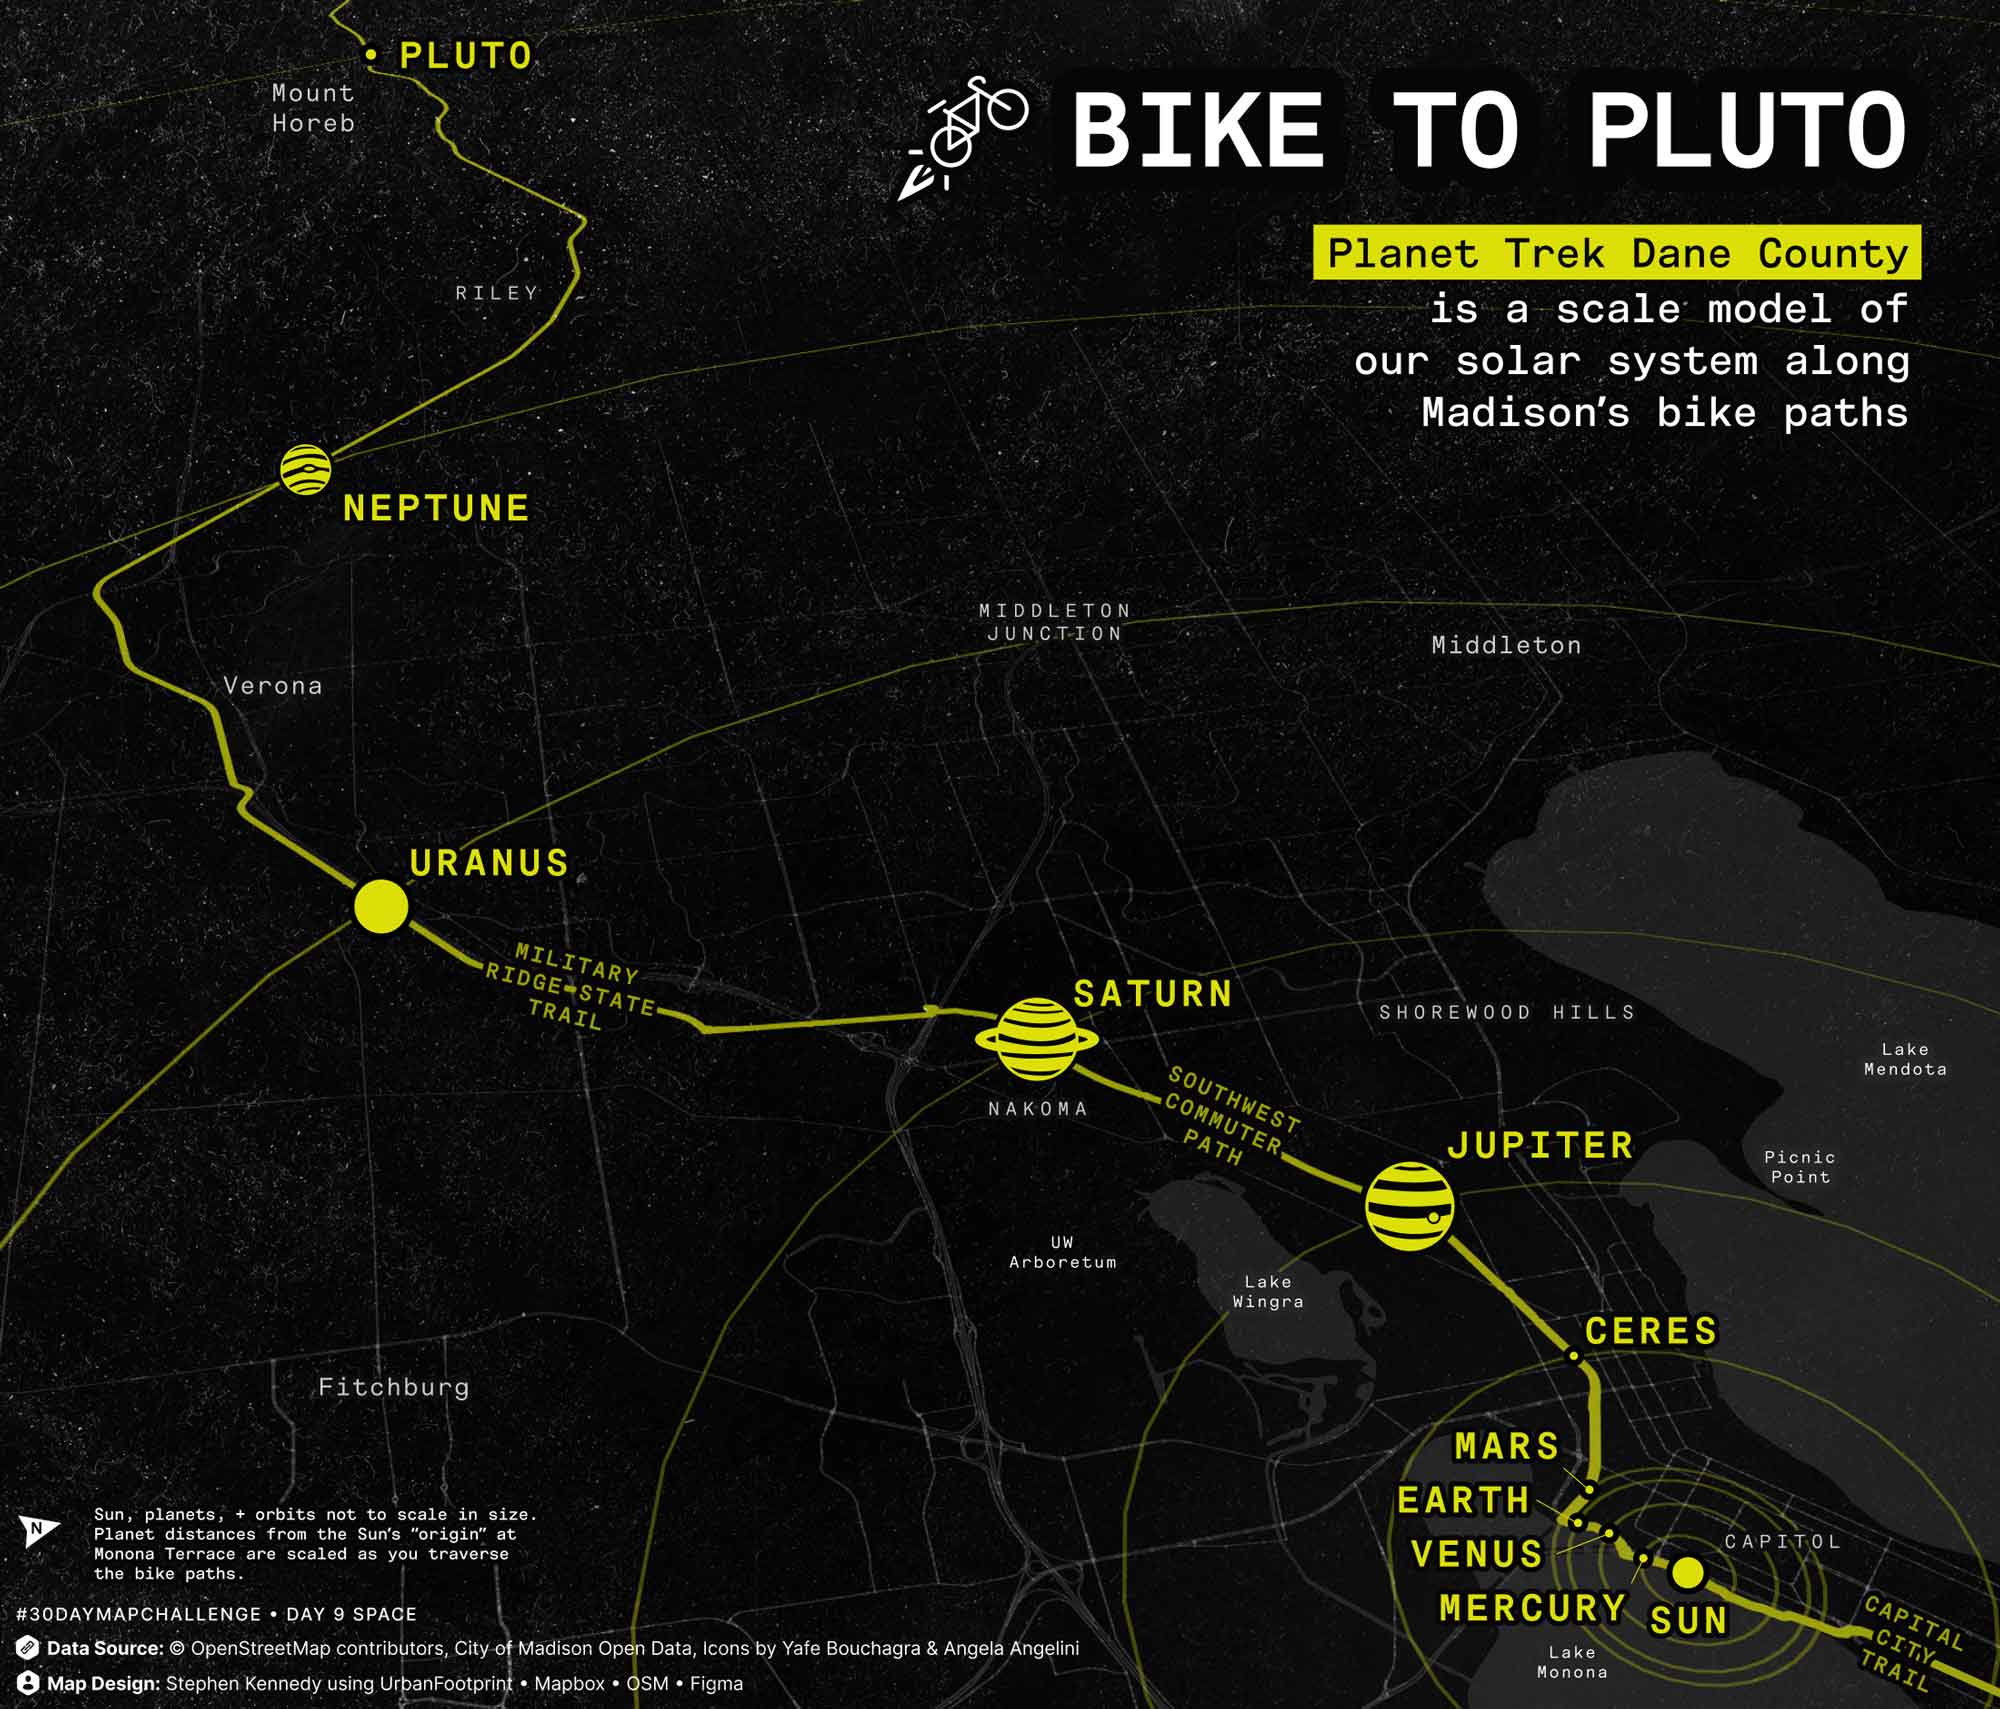 PLUTO
Mount
Horeb
BIKE TO PLUTO
Planet Trek Dane County
is a scale model of
our solar system along
Madison’s bike paths
RILEY
NEPTUNE
MIDDLETON
JUNCTION
Middleton
Verona
URANUS
MILITARY
RIDGE STATE
TRAIL
SATURN
SHOREWOOD HILLS
Lake
Mendota
NAKOMA
SOUTHWEST
COMMUTER
PATH
JUPITER
Picnic
Point
UW
Arboretum
Lake
Wingra
CERES
Fitchburg
MARS
EARTH
VENUS
MERCURY
SUN
CAPITOL
CAPITAL
CITY
TRAIL
Lake
Monona
N
Sun, planets, + orbits not to scale in size.
Planet distances from the Sun’s “origin” at
Monona Terrace are scaled as you traverse
the bike paths.
#30DAYMAPCHALLENGE • DAY 9 SPACE
Data Source: © OpenStreetMap contributors, City of Madison Open Data, Icons by Yafe Bouchagra & Angela Angelini
Map Design: Stephen Kennedy using UrbanFootprint • Mapbox • OSM • Figma